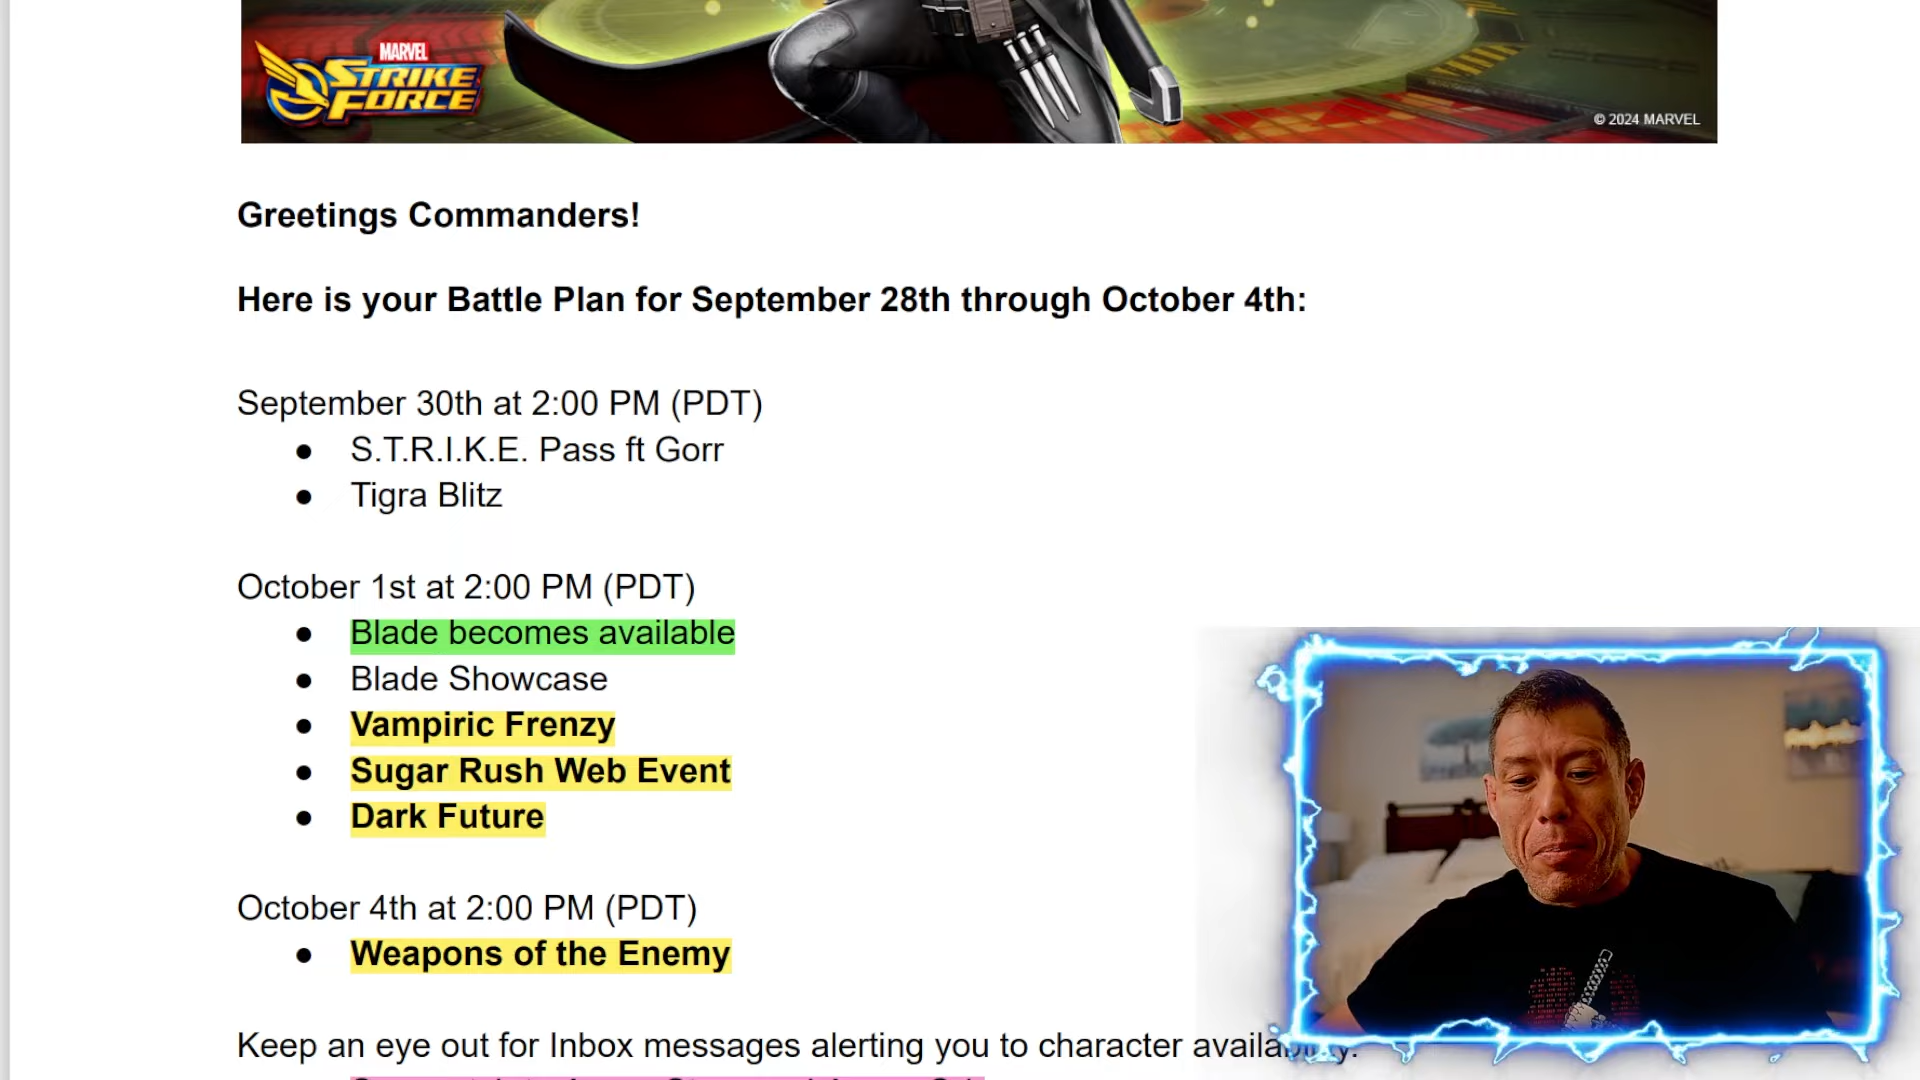 MARVEL
STRIKE
FORCE
© 2024 MARVEL
Greetings Commanders!
Here is your Battle Plan for September 28th through October 4th:
September 30th at 2:00 PM (PDT)
● S.T.R.I.K.E. Pass ft Gorr
● Tigra Blitz
October 1st at 2:00 PM (PDT)
● Blade becomes available
● Blade Showcase
● Vampiric Frenzy
● Sugar Rush Web Event
● Dark Future
October 4th at 2:00 PM (PDT)
● Weapons of the Enemy
Keep an eye out for Inbox messages alerting you to character availability.